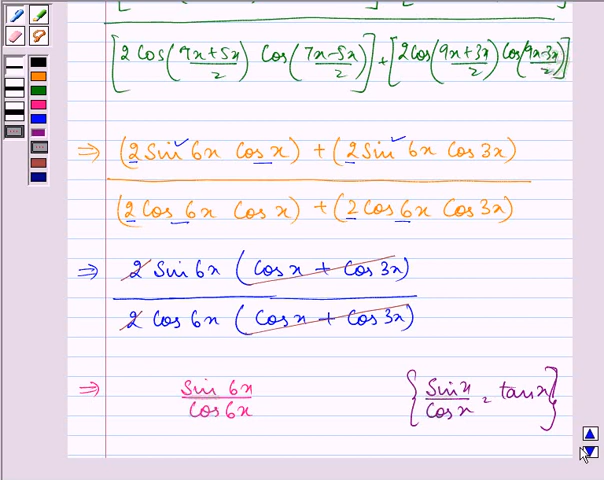 [2 cos(7x+5x/2) cos(7x-5x/2)] + [2cos(9x+3x/2) cos(9x-3x/2)]
⇒ (2 Sin 6x Cos x) + (2 Sin 6x Cos 3x)
(2 Cos 6x Cos x) + (2 Cos 6x Cos 3x)
⇒ 2 Sin 6x (Cos x + Cos 3x)
2 Cos 6x (Cos x + Cos 3x)
⇒ Sin 6x / Cos 6x {Sin x / Cos x = tan x}